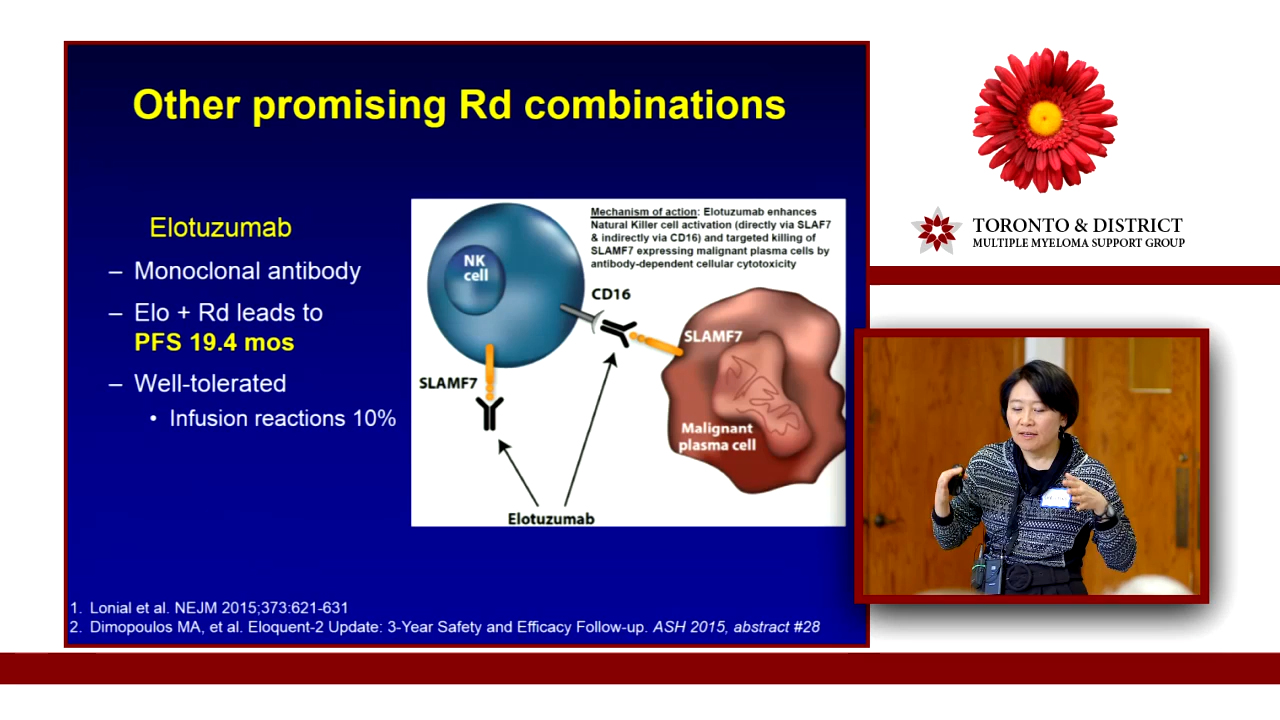 Other promising Rd combinations
Elotuzumab
– Monoclonal antibody
– Elo + Rd leads to
PFS 19.4 mos
– Well-tolerated
• Infusion reactions 10%
Mechanism of action: Elotuzumab enhances
Natural Killer cell activation (directly via SLAF7
& indirectly via CD16) and targeted killing of
SLAMF7 expressing malignant plasma cells by
antibody-dependent cellular cytotoxicity
NK
cell
CD16
SLAMF7
SLAMF7
Malignant
plasma cell
Elotuzumab
1. Lonial et al. NEJM 2015;373:621-631
2. Dimopoulos MA, et al. Eloquent-2 Update: 3-Year Safety and Efficacy Follow-up. ASH 2015, abstract #28
TORONTO & DISTRICT
MULTIPLE MYELOMA SUPPORT GROUP